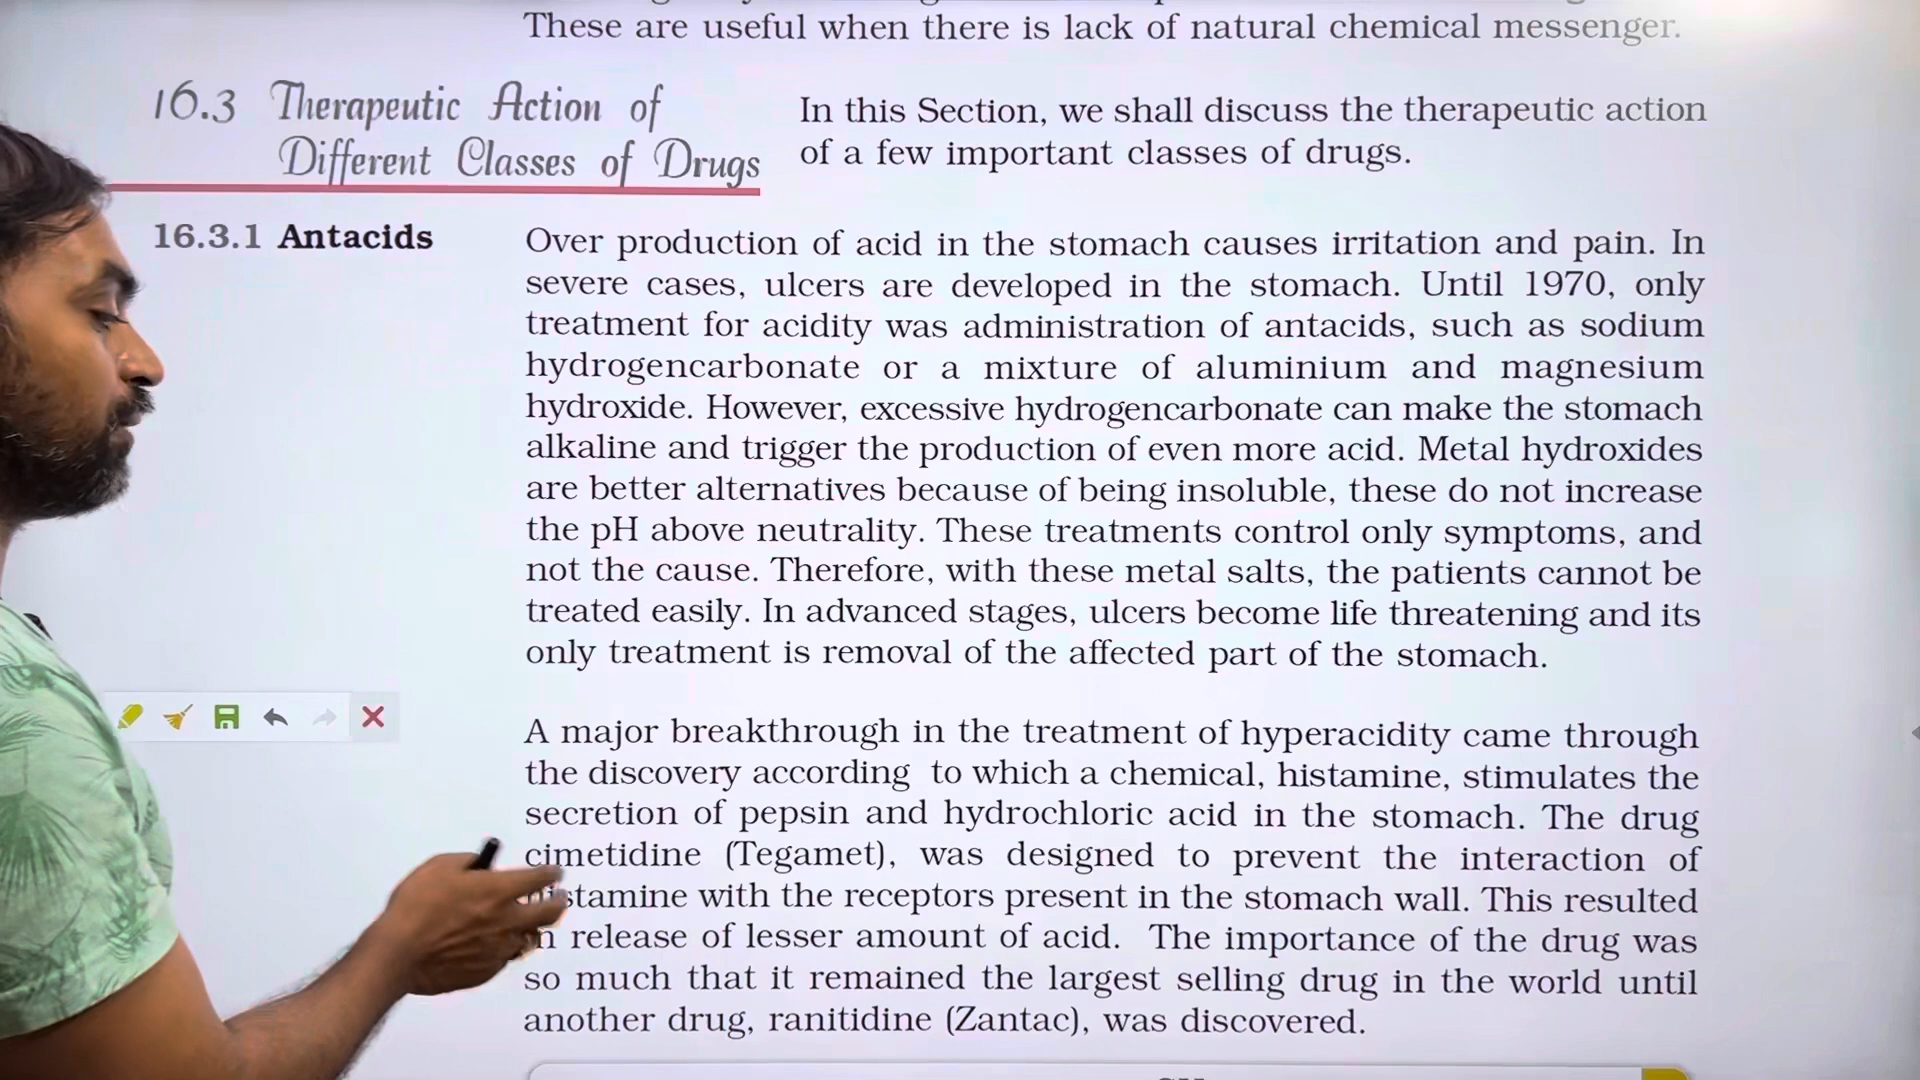 These are useful when there is lack of natural chemical messenger.
16.3 Therapeutic Action of
Different Classes of Drugs
In this Section, we shall discuss the therapeutic action
of a few important classes of drugs.
16.3.1 Antacids
Over production of acid in the stomach causes irritation and pain. In
severe cases, ulcers are developed in the stomach. Until 1970, only
treatment for acidity was administration of antacids, such as sodium
hydrogencarbonate or a mixture of aluminium and magnesium
hydroxide. However, excessive hydrogencarbonate can make the stomach
alkaline and trigger the production of even more acid. Metal hydroxides
are better alternatives because of being insoluble, these do not increase
the pH above neutrality. These treatments control only symptoms, and
not the cause. Therefore, with these metal salts, the patients cannot be
treated easily. In advanced stages, ulcers become life threatening and its
only treatment is removal of the affected part of the stomach.
A major breakthrough in the treatment of hyperacidity came through
the discovery according to which a chemical, histamine, stimulates the
secretion of pepsin and hydrochloric acid in the stomach. The drug
cimetidine (Tegamet), was designed to prevent the interaction of
with the receptors present in the stomach wall. This resulted
release of lesser amount of acid. The importance of the drug was
so much that it remained the largest selling drug in the world until
another drug, ranitidine (Zantac), was discovered.